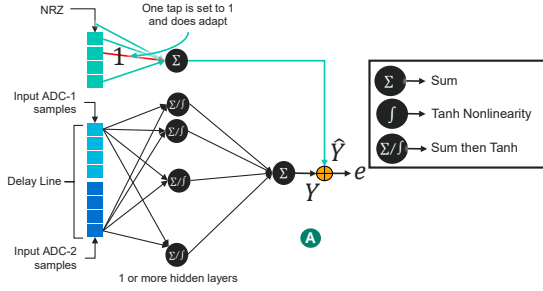 NRZ
One tap is set to 1
and does adapt
1
Σ
Input ADC-1
samples
Σ/∫
Σ/∫
Σ/∫
Σ/∫
Delay Line
Σ
Y
Ŷ
e
A
Input ADC-2
samples
1 or more hidden layers
Σ Sum
∫ Tanh Nonlinearity
Σ/∫ Sum then Tanh